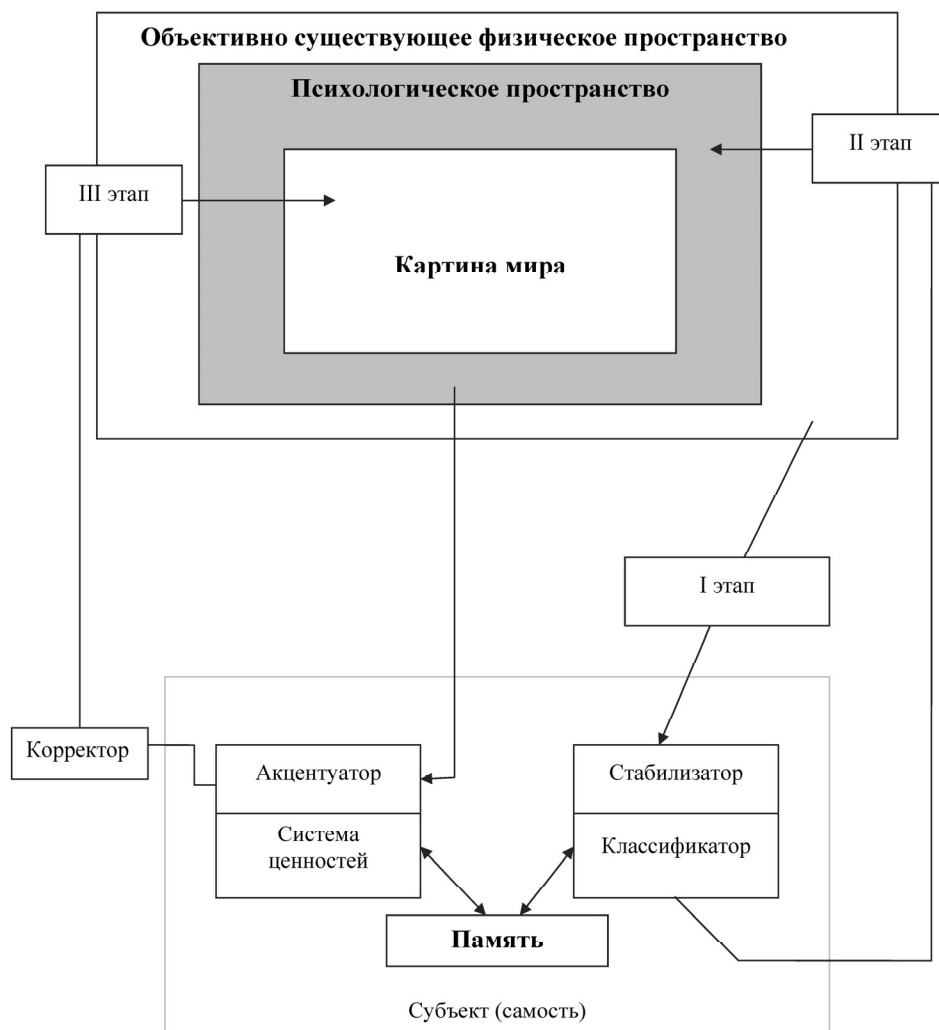 Объективно существующее физическое пространство
Психологическое пространство
II этап
III этап
Картина мира
I этап
Корректор
Акцентуатор
Стабилизатор
Система
ценностей
Классификатор
Память
Субъект (самость)